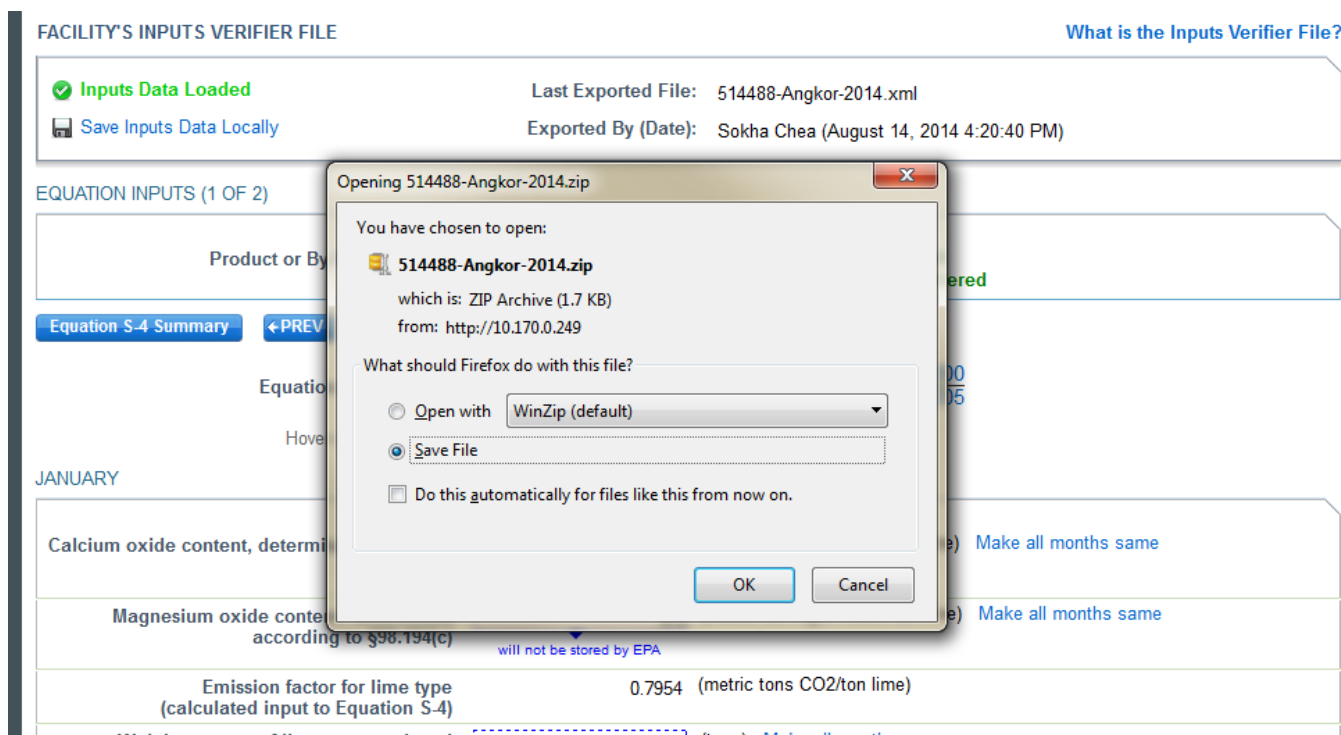 FACILITY'S INPUTS VERIFIER FILE What is the Inputs Verifier File?
Inputs Data Loaded Last Exported File: 514488-Angkor-2014.xml
Save Inputs Data Locally Exported By (Date): Sokha Chea (August 14, 2014 4:20:40 PM)
Opening 514488-Angkor-2014.zip
EQUATION INPUTS (1 OF 2)
You have chosen to open:
Product or By
514488-Angkor-2014.zip
ered
which is: ZIP Archive (1.7 KB)
from: http://10.170.0.249
Equation S-4 Summary PREV
What should Firefox do with this file?
Equatio
Open with WinZip (default)
Hove
Save File
JANUARY
Do this automatically for files like this from now on.
Calcium oxide content, determi e) Make all months same
OK Cancel
Magnesium oxide conte e) Make all months same
according to §98.194(c)
will not be stored by EPA
Emission factor for lime type 0.7954 (metric tons CO2/ton lime)
(calculated input to Equation S-4)